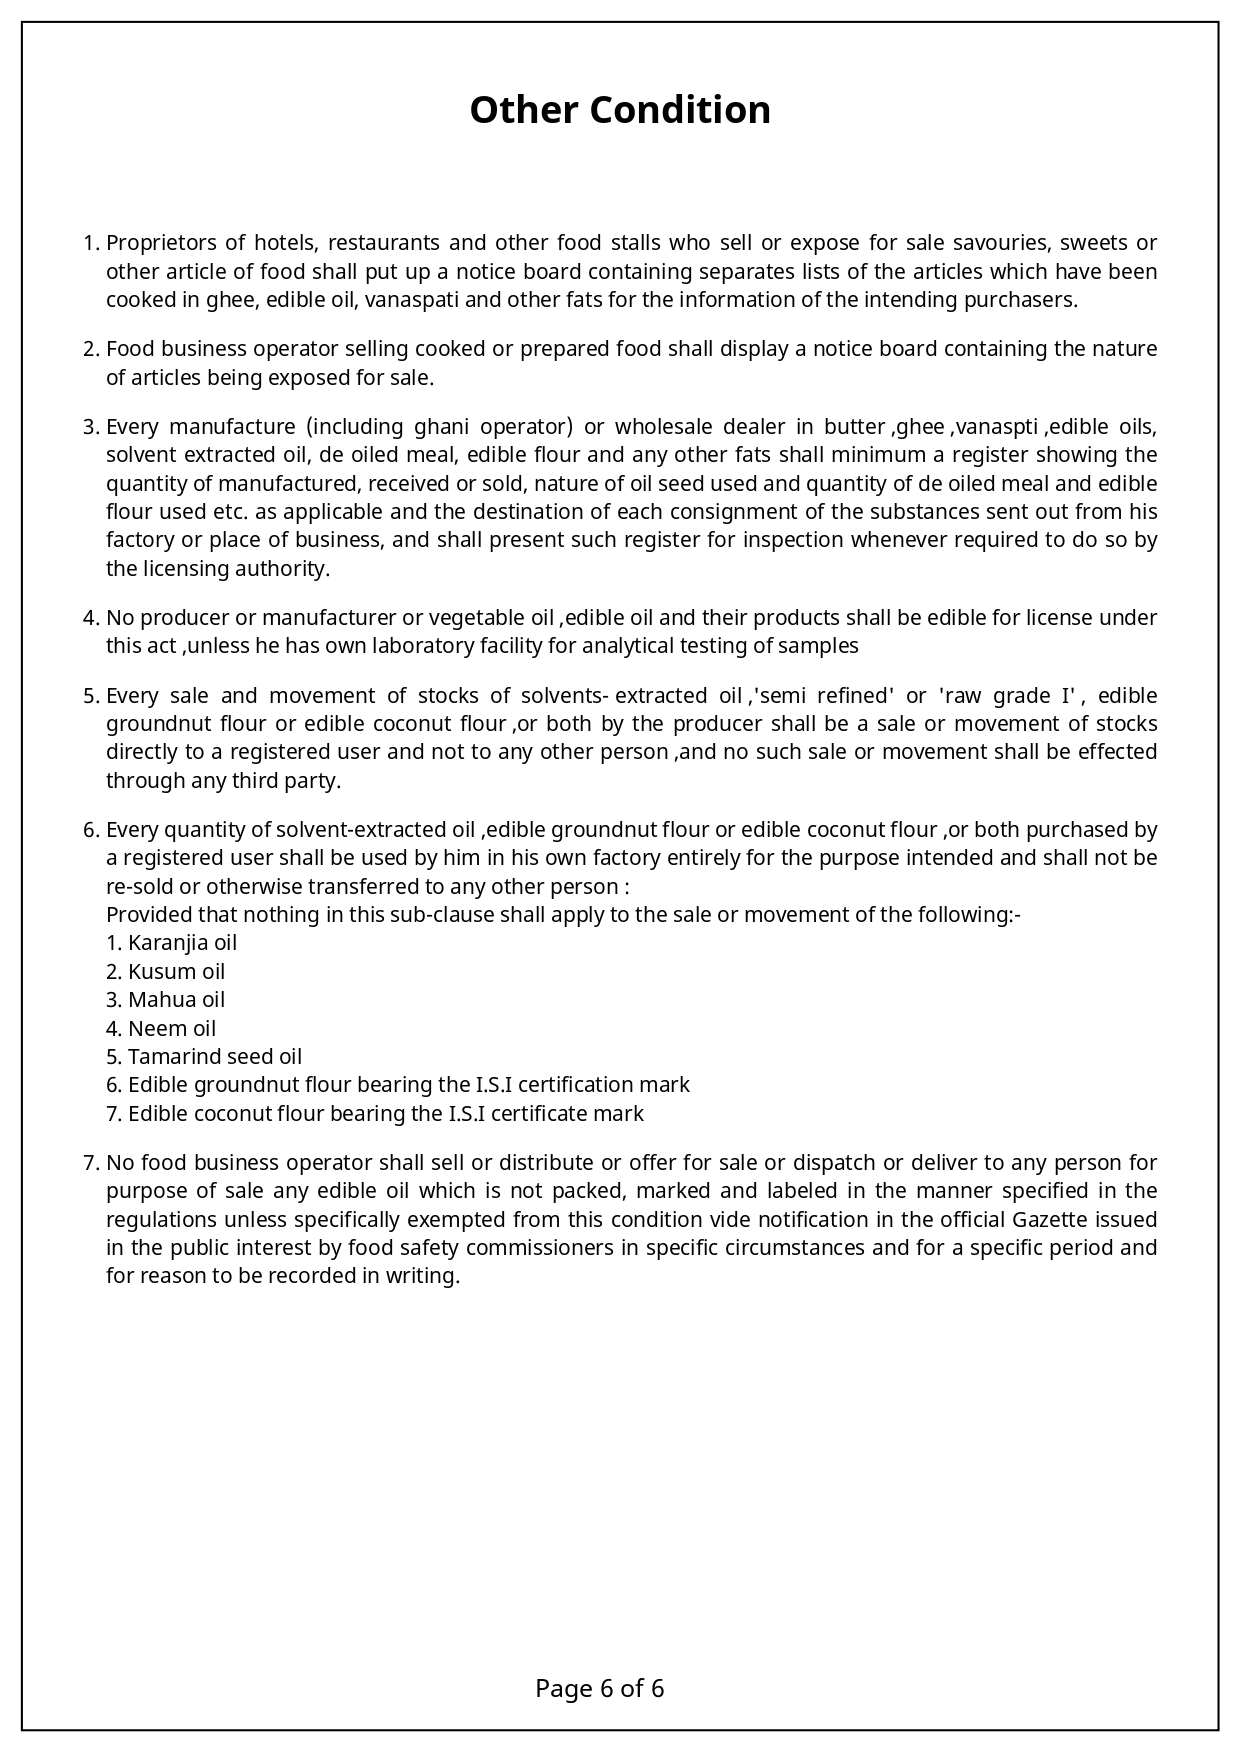 Other Condition
1. Proprietors of hotels, restaurants and other food stalls who sell or expose for sale savouries, sweets or
other article of food shall put up a notice board containing separates lists of the articles which have been
cooked in ghee, edible oil, vanaspati and other fats for the information of the intending purchasers.
2. Food business operator selling cooked or prepared food shall display a notice board containing the nature
of articles being exposed for sale.
3. Every manufacture (including ghani operator) or wholesale dealer in butter ,ghee ,vanaspti ,edible oils,
solvent extracted oil, de oiled meal, edible flour and any other fats shall minimum a register showing the
quantity of manufactured, received or sold, nature of oil seed used and quantity of de oiled meal and edible
flour used etc. as applicable and the destination of each consignment of the substances sent out from his
factory or place of business, and shall present such register for inspection whenever required to do so by
the licensing authority.
4. No producer or manufacturer or vegetable oil ,edible oil and their products shall be edible for license under
this act ,unless he has own laboratory facility for analytical testing of samples
5. Every sale and movement of stocks of solvents- extracted oil ,'semi refined' or 'raw grade I' , edible
groundnut flour or edible coconut flour ,or both by the producer shall be a sale or movement of stocks
directly to a registered user and not to any other person ,and no such sale or movement shall be effected
through any third party.
6. Every quantity of solvent-extracted oil ,edible groundnut flour or edible coconut flour ,or both purchased by
a registered user shall be used by him in his own factory entirely for the purpose intended and shall not be
re-sold or otherwise transferred to any other person :
Provided that nothing in this sub-clause shall apply to the sale or movement of the following:-
1. Karanjia oil
2. Kusum oil
3. Mahua oil
4. Neem oil
5. Tamarind seed oil
6. Edible groundnut flour bearing the I.S.I certification mark
7. Edible coconut flour bearing the I.S.I certificate mark
7. No food business operator shall sell or distribute or offer for sale or dispatch or deliver to any person for
purpose of sale any edible oil which is not packed, marked and labeled in the manner specified in the
regulations unless specifically exempted from this condition vide notification in the official Gazette issued
in the public interest by food safety commissioners in specific circumstances and for a specific period and
for reason to be recorded in writing.
Page 6 of 6